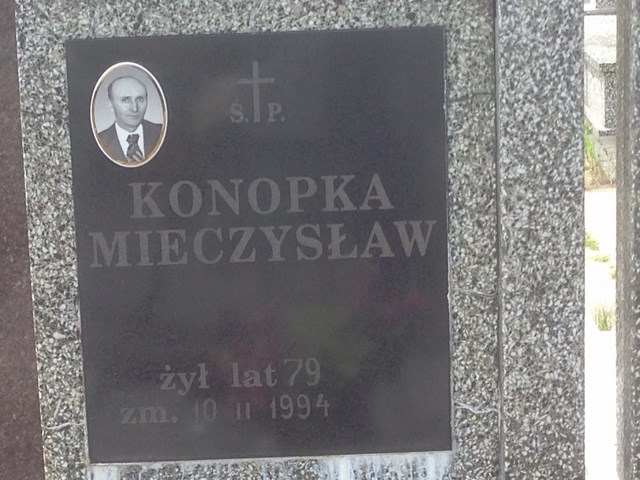 Ś.P.
KONOPKA
MIECZYSŁAW
żył lat 79
zm. 10 II 1994